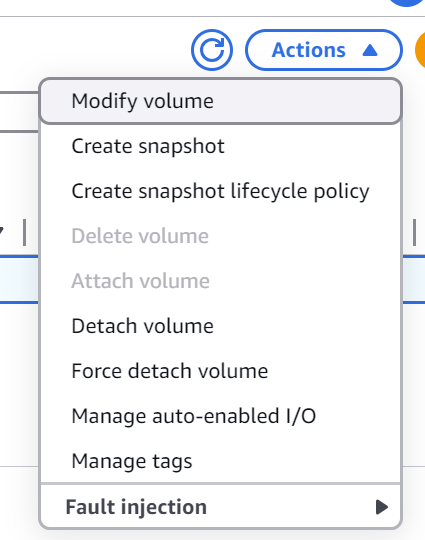 Actions
Modify volume
Create snapshot
Create snapshot lifecycle policy
Delete volume
Attach volume
Detach volume
Force detach volume
Manage auto-enabled I/O
Manage tags
Fault injection